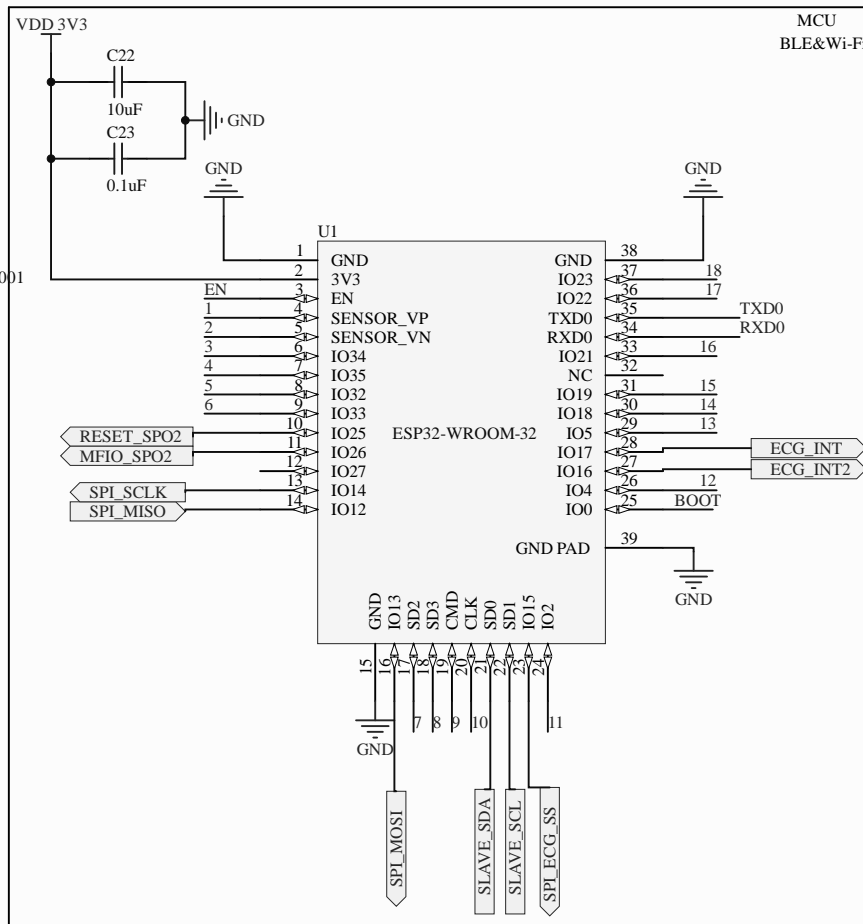 VDD 3V3
MCU
BLE&Wi-F
C22
10uF
GND
C23
0.1uF
GND
GND
U1
001
1 GND
2 3V3
EN 3 EN
1 4 SENSOR_VP
2 5 SENSOR_VN
3 6 IO34
4 7 IO35
5 8 IO32
6 9 IO33
RESET_SPO2 10 IO25
MFIO_SPO2 11 IO26
12 IO27
SPI_SCLK 13 IO14
SPI_MISO 14 IO12
ESP32-WROOM-32
GND 38
IO23 37 18
IO22 36 17
TXD0 35 TXD0
RXD0 34 RXD0
IO21 33 16
NC 32
IO19 31 15
IO18 30 14
IO5 29 13
IO17 28 ECG_INT
IO16 27 ECG_INT2
IO4 26 12
IO0 25 BOOT
GND PAD 39
GND
GND 15
IO13 16
SD2 17 7
SD3 18 8
CMD 19 9
CLK 20 10
SD0 21
SD1 22
IO15 23
IO2 24 11
GND
SPI_MOSI
SLAVE_SDA
SLAVE_SCL
SPI_ECG_SS